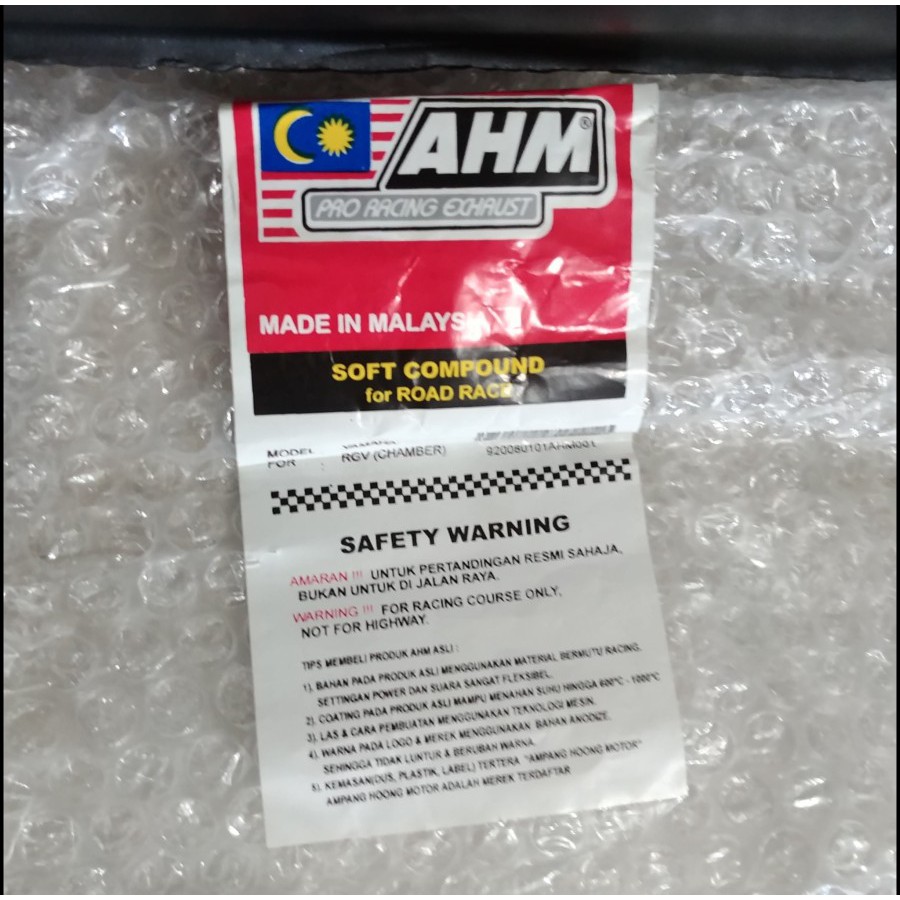 AHM®
PRO RACING EXHAUST
MADE IN MALAYSIA
SOFT COMPOUND
for ROAD RACE
MODEL
FOR : RGV (CHAMBER) 920080101AHM001
SAFETY WARNING
AMARAN !!! UNTUK PERTANDINGAN RESMI SAHAJA,
BUKAN UNTUK DI JALAN RAYA.
WARNING !!! FOR RACING COURSE ONLY,
NOT FOR HIGHWAY.
TIPS MEMBELI PRODUK AHM ASLI :
1). BAHAN PADA PRODUK ASLI MENGGUNAKAN MATERIAL BERMUTU RACING,
SETTINGAN POWER DAN SUARA SANGAT FLEKSIBEL.
2). COATING PADA PRODUK ASLI MAMPU MENAHAN SUHU HINGGA 600°C - 1000°C
3). LAS & CARA PEMBUATAN MENGGUNAKAN TEKNOLOGI MESIN.
4). WARNA PADA LOGO & MEREK MENGGUNAKAN BAHAN ANODIZE.
SEHINGGA TIDAK LUNTUR & BERUBAH WARNA.
5). KEMASAN(DUS, PLASTIK, LABEL) TERTERA "AMPANG HOONG MOTOR"
AMPANG HOONG MOTOR ADALAH MEREK TERDAFTAR